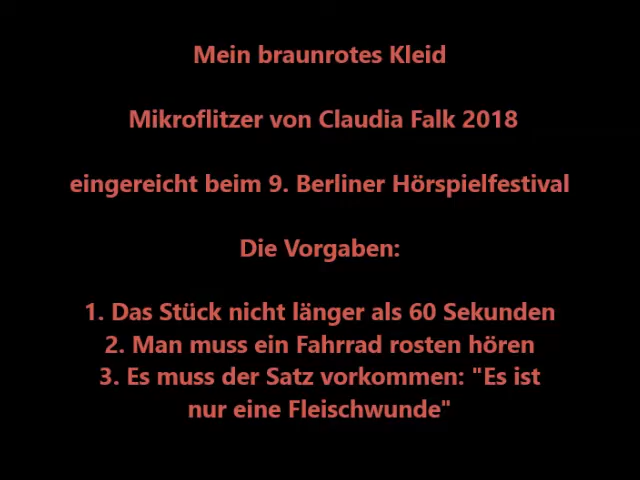 Mein braunrotes Kleid
Mikroflitzer von Claudia Falk 2018
eingereicht beim 9. Berliner Hörspielfestival
Die Vorgaben:
1. Das Stück nicht länger als 60 Sekunden
2. Man muss ein Fahrrad rosten hören
3. Es muss der Satz vorkommen: "Es ist
nur eine Fleischwunde"